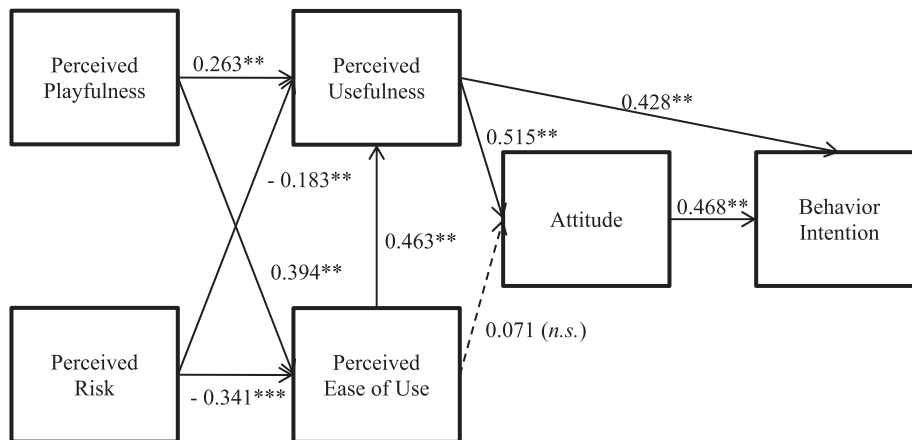 Perceived
Playfulness
0.263**
Perceived
Usefulness
0.428**
0.515**
- 0.183**
Attitude
0.468**
Behavior
Intention
0.463**
0.394**
0.071 (n.s.)
Perceived
Risk
- 0.341***
Perceived
Ease of Use